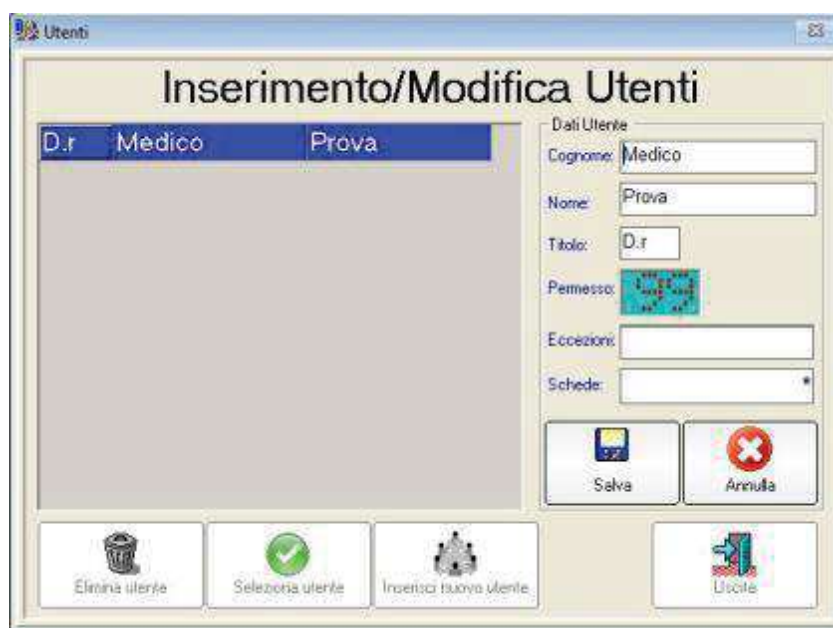 Utenti
Inserimento/Modifica Utenti
D.r Medico Prova
Dati Utente
Cognome: Medico
Nome: Prova
Titolo: D.r
Permesso: 99
Eccezioni:
Schede: *
Salva Annulla
Elimina utente Seleziona utente Inserisci nuovo utente Uscita